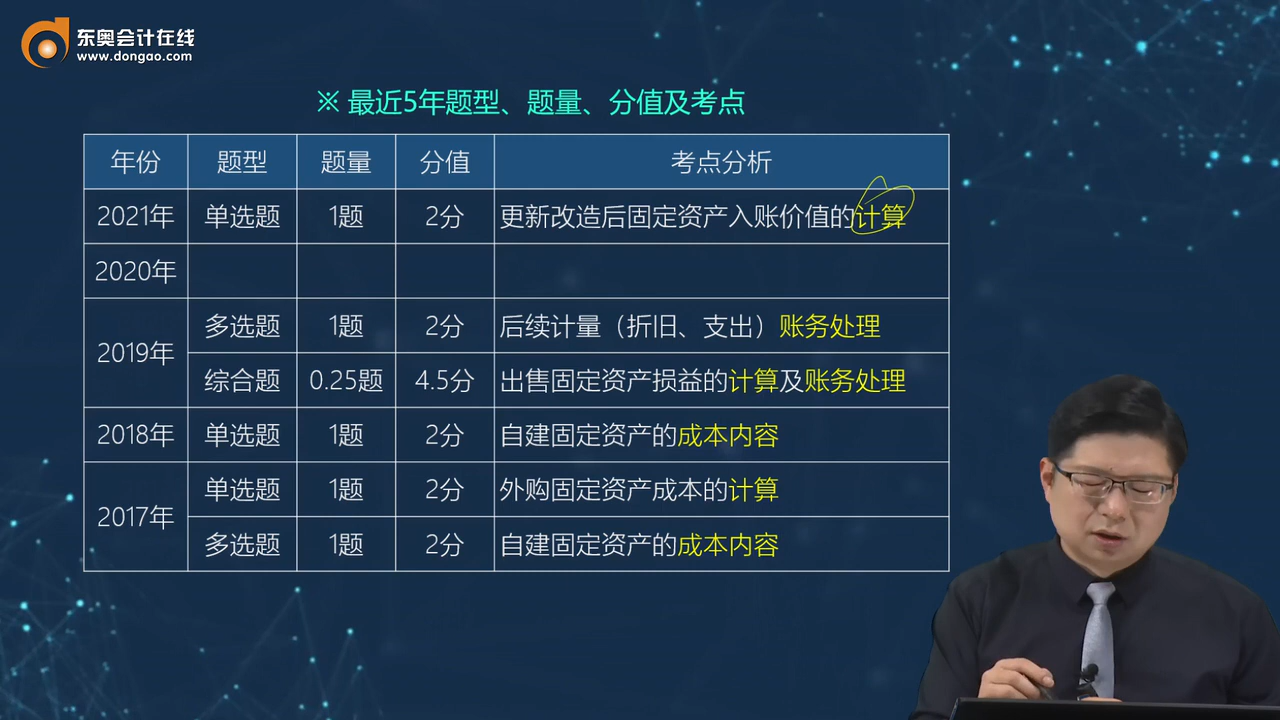 东奥会计在线
www.dongao.com
※ 最近5年题型、题量、分值及考点
年份 题型 题量 分值 考点分析
2021年 单选题 1题 2分 更新改造后固定资产入账价值的计算
2020年
2019年 多选题 1题 2分 后续计量（折旧、支出）账务处理
综合题 0.25题 4.5分 出售固定资产损益的计算及账务处理
2018年 单选题 1题 2分 自建固定资产的成本内容
2017年 单选题 1题 2分 外购固定资产成本的计算
多选题 1题 2分 自建固定资产的成本内容